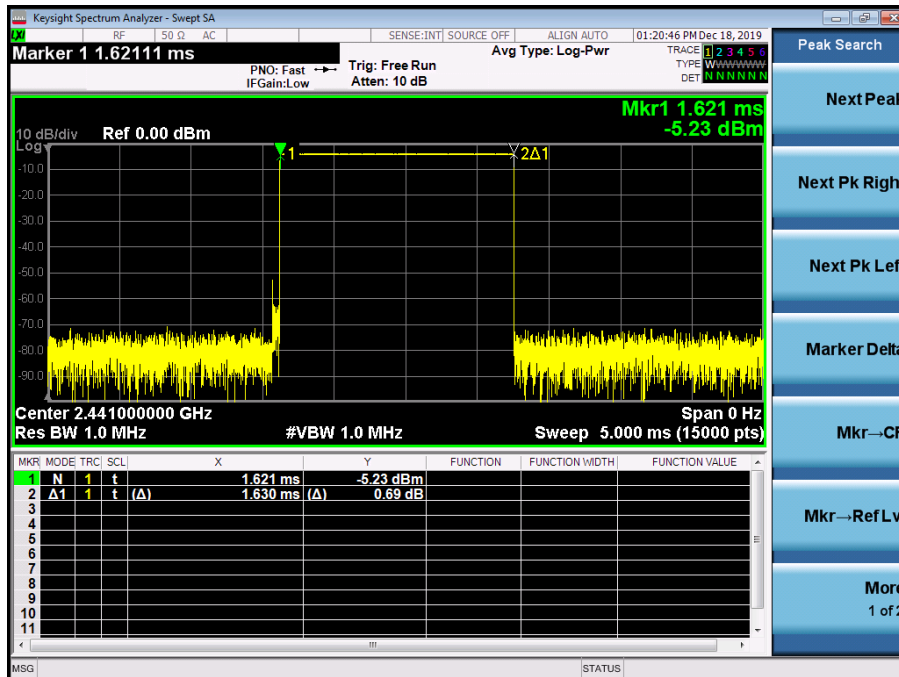 Keysight Spectrum Analyzer - Swept SA
LXI RF 50 Ω AC SENSE:INT SOURCE OFF ALIGN AUTO 01:20:46 PM Dec 18, 2019
Marker 1 1.62111 ms
PNO: Fast
IFGain:Low
Trig: Free Run
Atten: 10 dB
Avg Type: Log-Pwr
TRACE 1 2 3 4 5 6
TYPE WWWWWW
DET N N N N N N
Mkr1 1.621 ms
-5.23 dBm
10 dB/div Ref 0.00 dBm
Log
1
2Δ1
-10.0
-20.0
-30.0
-40.0
-50.0
-60.0
-70.0
-80.0
-90.0
Center 2.441000000 GHz Span 0 Hz
Res BW 1.0 MHz #VBW 1.0 MHz Sweep 5.000 ms (15000 pts)
MKR MODE TRC SCL X Y FUNCTION FUNCTION WIDTH FUNCTION VALUE
1 N 1 t 1.621 ms -5.23 dBm
2 Δ1 1 t (Δ) 1.630 ms (Δ) 0.69 dB
3
4
5
6
7
8
9
10
11
MSG STATUS
Peak Search
Next Peal
Next Pk Righ
Next Pk Lef
Marker Delta
Mkr→CF
Mkr→Ref Lv
More
1 of 2